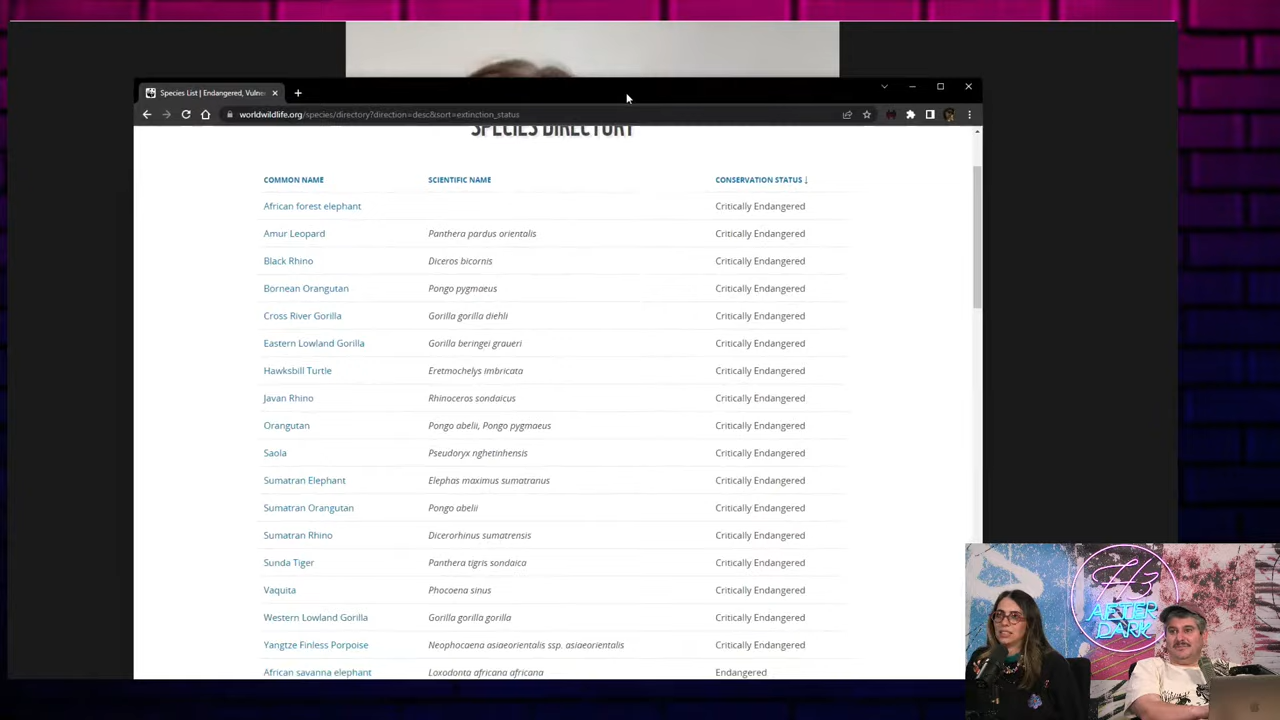 Species List | Endangered, Vulne
worldwildlife.org/species/directory?direction=desc&sort=extinction_status
SPECIES DIRECTORY
COMMON NAME SCIENTIFIC NAME CONSERVATION STATUS ↓
African forest elephant Critically Endangered
Amur Leopard Panthera pardus orientalis Critically Endangered
Black Rhino Diceros bicornis Critically Endangered
Bornean Orangutan Pongo pygmaeus Critically Endangered
Cross River Gorilla Gorilla gorilla diehli Critically Endangered
Eastern Lowland Gorilla Gorilla beringei graueri Critically Endangered
Hawksbill Turtle Eretmochelys imbricata Critically Endangered
Javan Rhino Rhinoceros sondaicus Critically Endangered
Orangutan Pongo abelii, Pongo pygmaeus Critically Endangered
Saola Pseudoryx nghetinhensis Critically Endangered
Sumatran Elephant Elephas maximus sumatranus Critically Endangered
Sumatran Orangutan Pongo abelii Critically Endangered
Sumatran Rhino Dicerorhinus sumatrensis Critically Endangered
Sunda Tiger Panthera tigris sondaica Critically Endangered
Vaquita Phocoena sinus Critically Endangered
Western Lowland Gorilla Gorilla gorilla gorilla Critically Endangered
Yangtze Finless Porpoise Neophocaena asiaeorientalis ssp. asiaeorientalis Critically Endangered
African savanna elephant Loxodonta africana africana Endangered
H3
AFTER
DARK